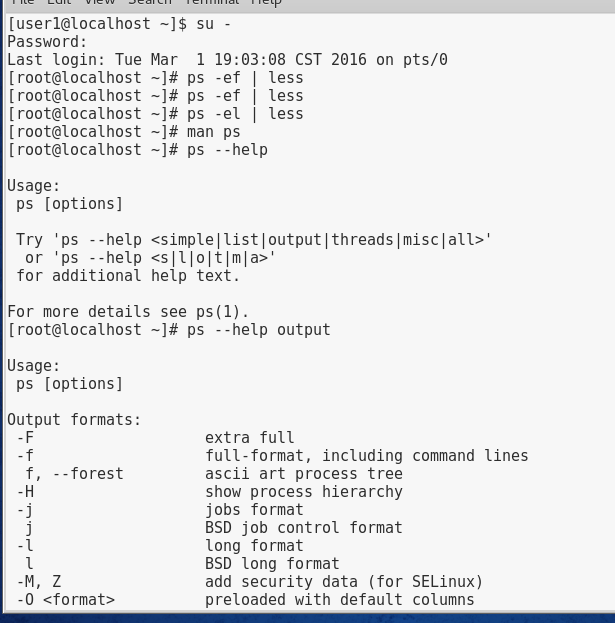 File Edit View Search Terminal Help
[user1@localhost ~]$ su -
Password:
Last login: Tue Mar  1 19:03:08 CST 2016 on pts/0
[root@localhost ~]# ps -ef | less
[root@localhost ~]# ps -ef | less
[root@localhost ~]# ps -el | less
[root@localhost ~]# man ps
[root@localhost ~]# ps --help
Usage:
 ps [options]
 Try 'ps --help <simple|list|output|threads|misc|all>'
  or 'ps --help <s|l|o|t|m|a>'
 for additional help text.
For more details see ps(1).
[root@localhost ~]# ps --help output
Usage:
 ps [options]
Output formats:
 -F                   extra full
 -f                   full-format, including command lines
  f, --forest         ascii art process tree
 -H                   show process hierarchy
 -j                   jobs format
  j                   BSD job control format
 -l                   long format
  l                   BSD long format
 -M, Z                add security data (for SELinux)
 -O <format>          preloaded with default columns